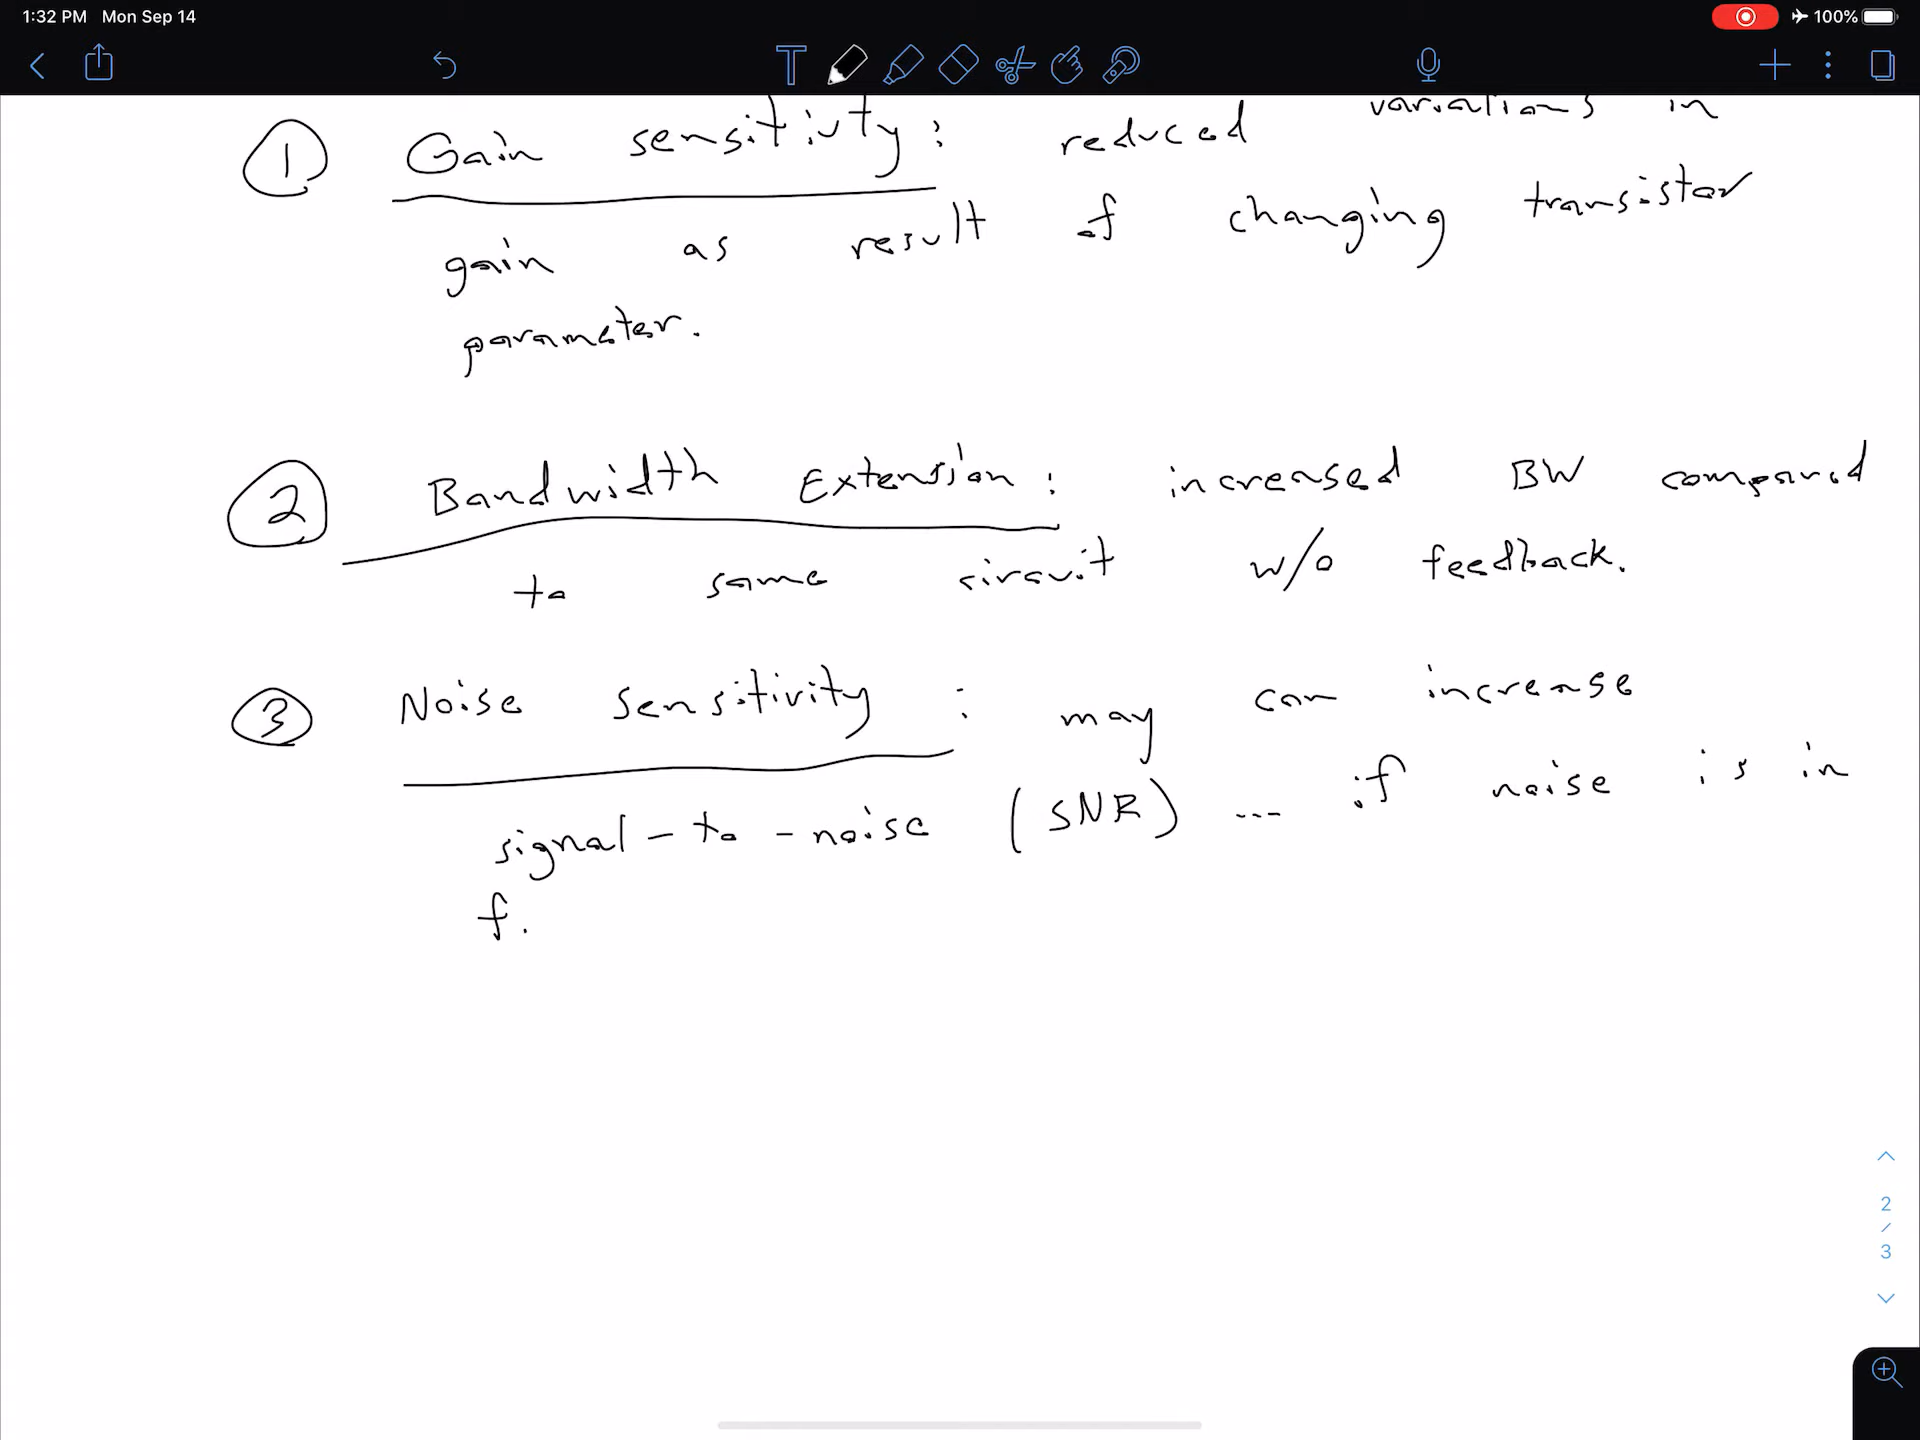 1:32 PM Mon Sep 14 100%
T
① Gain sensitivty: reduced variations in
gain as result of changing transistor
parameter.
② Bandwidth Extension: increased BW compared
to same circuit w/o feedback.
③ Noise Sensitivity: may can increase
signal-to-noise (SNR) ... if noise is in
f.
2
/
3